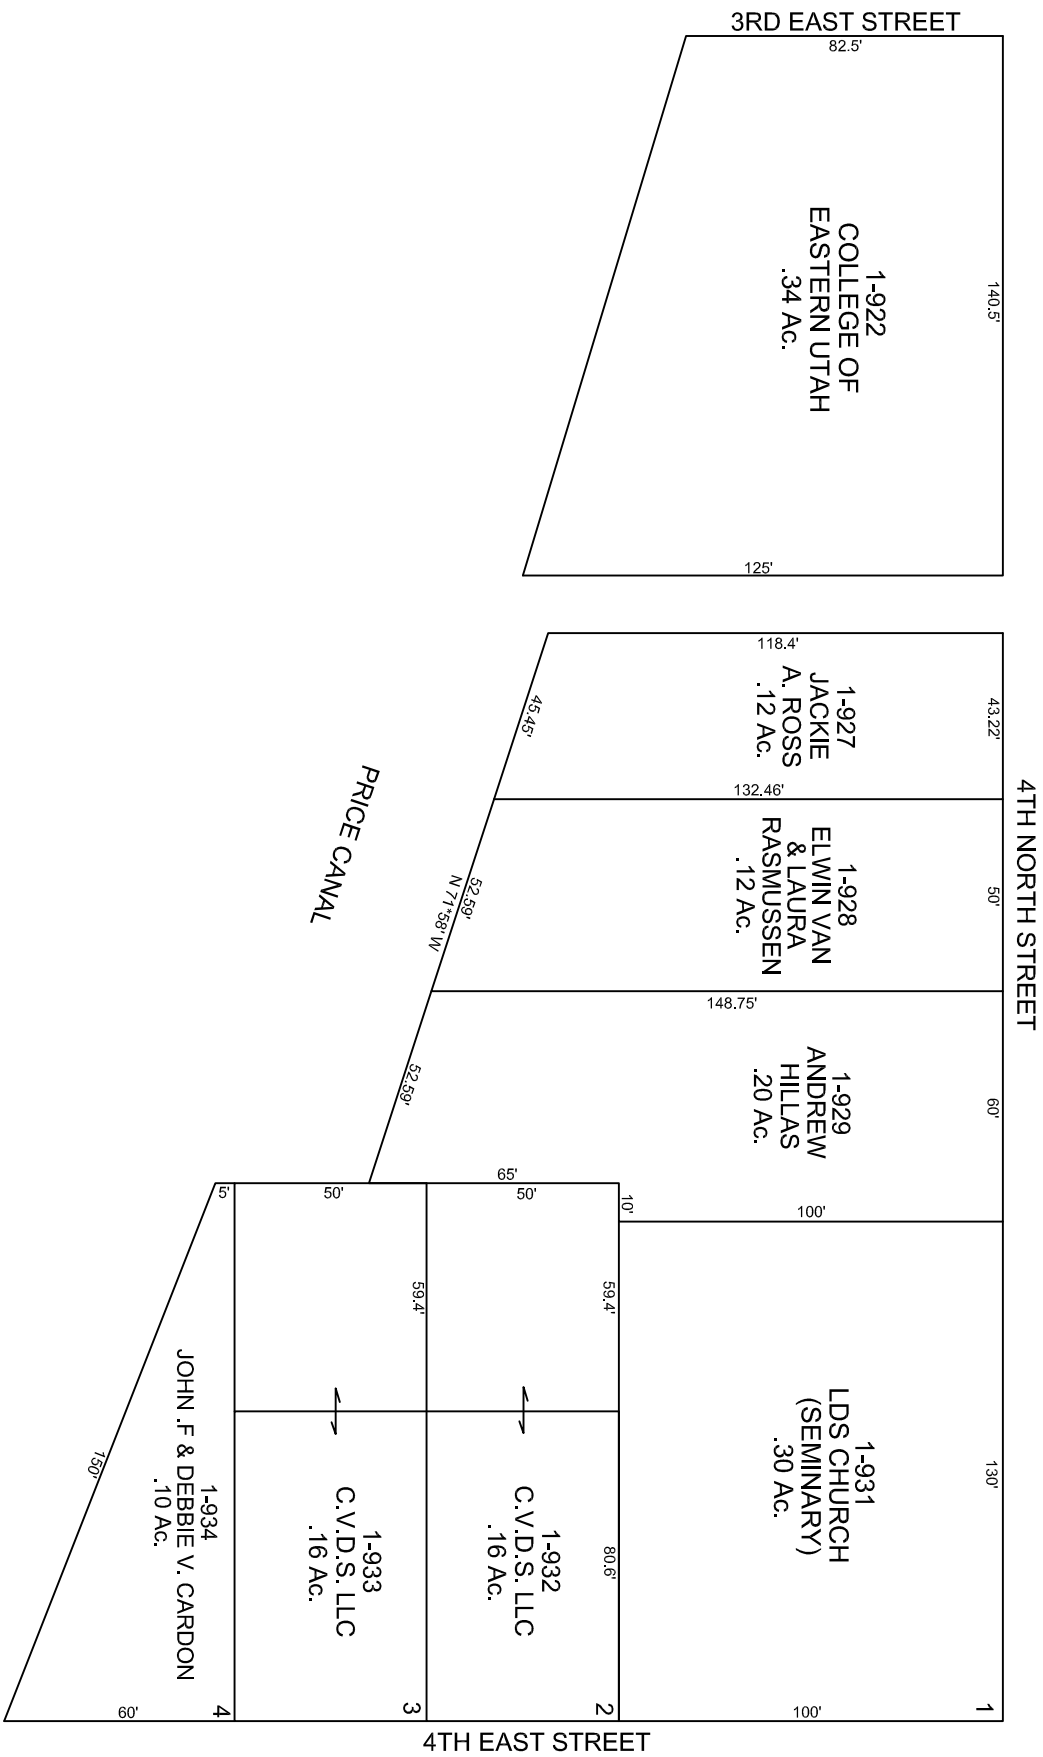 3RD EAST STREET
82.5'
140.5'
1-922
COLLEGE OF
EASTERN UTAH
.34 Ac.
125'
4TH NORTH STREET
118.4'
43.22'
1-927
JACKIE
A. ROSS
.12 Ac.
45.45'
132.46'
50'
1-928
ELWIN VAN
& LAURA
RASMUSSEN
.12 Ac.
52.59'
N 71*58' W
PRICE CANAL
148.75'
60'
1-929
ANDREW
HILLAS
.20 Ac.
52.59'
65'
10'
100'
130'
1-931
LDS CHURCH
(SEMINARY)
.30 Ac.
100'
1
50'
59.4'
80.6'
1-932
C.V.D.S. LLC
.16 Ac.
2
50'
59.4'
1-933
C.V.D.S. LLC
.16 Ac.
3
5'
1-934
JOHN .F & DEBBIE V. CARDON
.10 Ac.
150'
60'
4
4TH EAST STREET